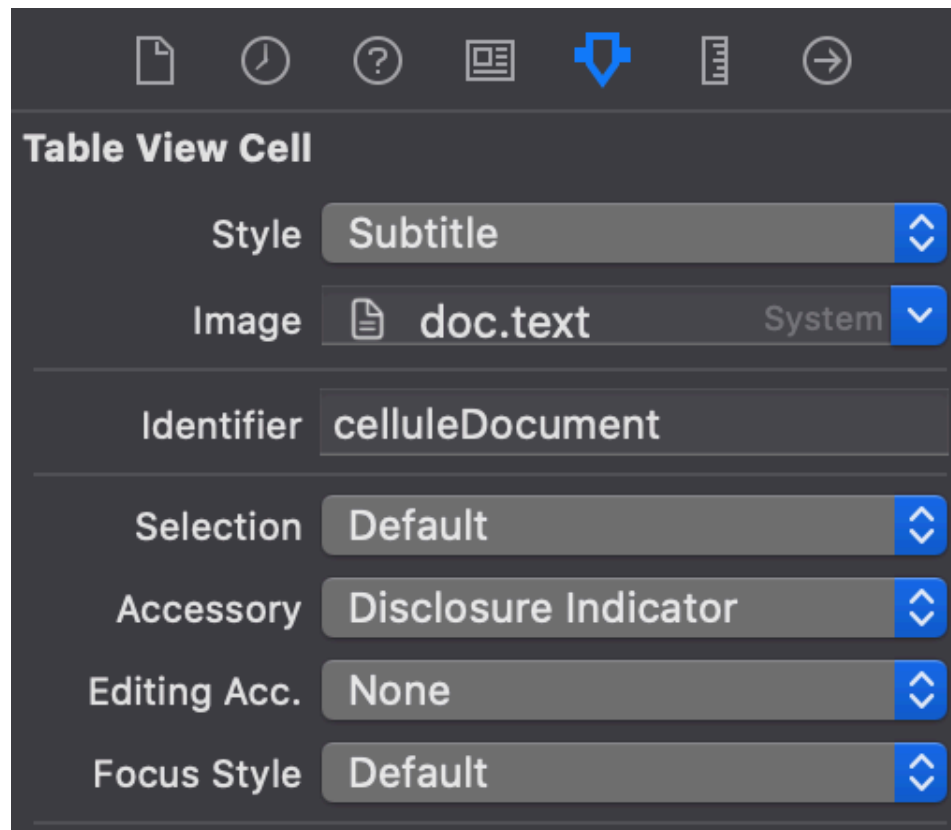 Table View Cell
Style Subtitle
Image doc.text System
Identifier celluleDocument
Selection Default
Accessory Disclosure Indicator
Editing Acc. None
Focus Style Default